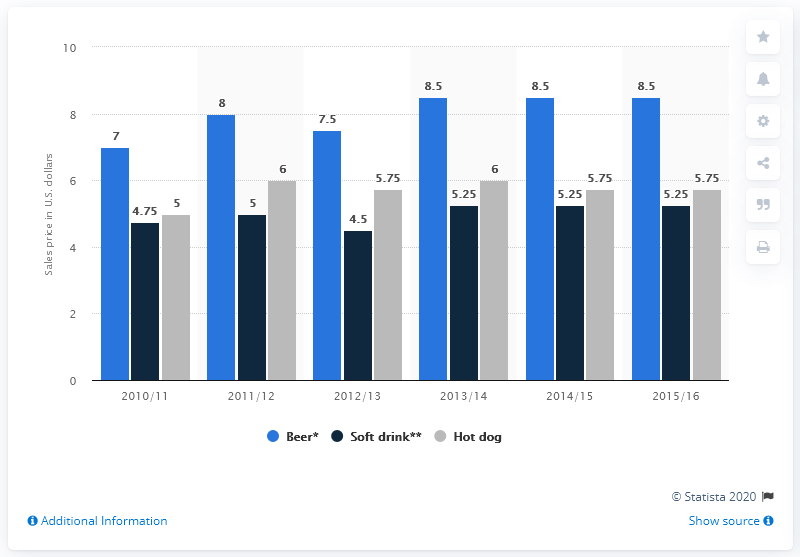 10
8
6
4
2
0
Sales price in U.S. dollars
7 4.75 5
8 5 6
7.5 4.5 5.75
8.5 5.25 6
8.5 5.25 5.75
8.5 5.25 5.75
2010/11 2011/12 2012/13 2013/14 2014/15 2015/16
Beer* Soft drink** Hot dog
© Statista 2020
Additional Information Show source